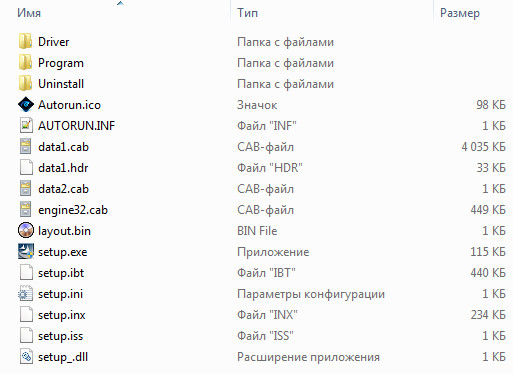 Имя Тип Размер
Driver Папка с файлами
Program Папка с файлами
Uninstall Папка с файлами
Autorun.ico Значок 98 КБ
AUTORUN.INF Файл "INF" 1 КБ
data1.cab CAB-файл 4 035 КБ
data1.hdr Файл "HDR" 33 КБ
data2.cab CAB-файл 1 КБ
engine32.cab CAB-файл 449 КБ
layout.bin BIN File 1 КБ
setup.exe Приложение 115 КБ
setup.ibt Файл "IBT" 440 КБ
setup.ini Параметры конфигурации 1 КБ
setup.inx Файл "INX" 234 КБ
setup.iss Файл "ISS" 1 КБ
setup_.dll Расширение приложения 1 КБ